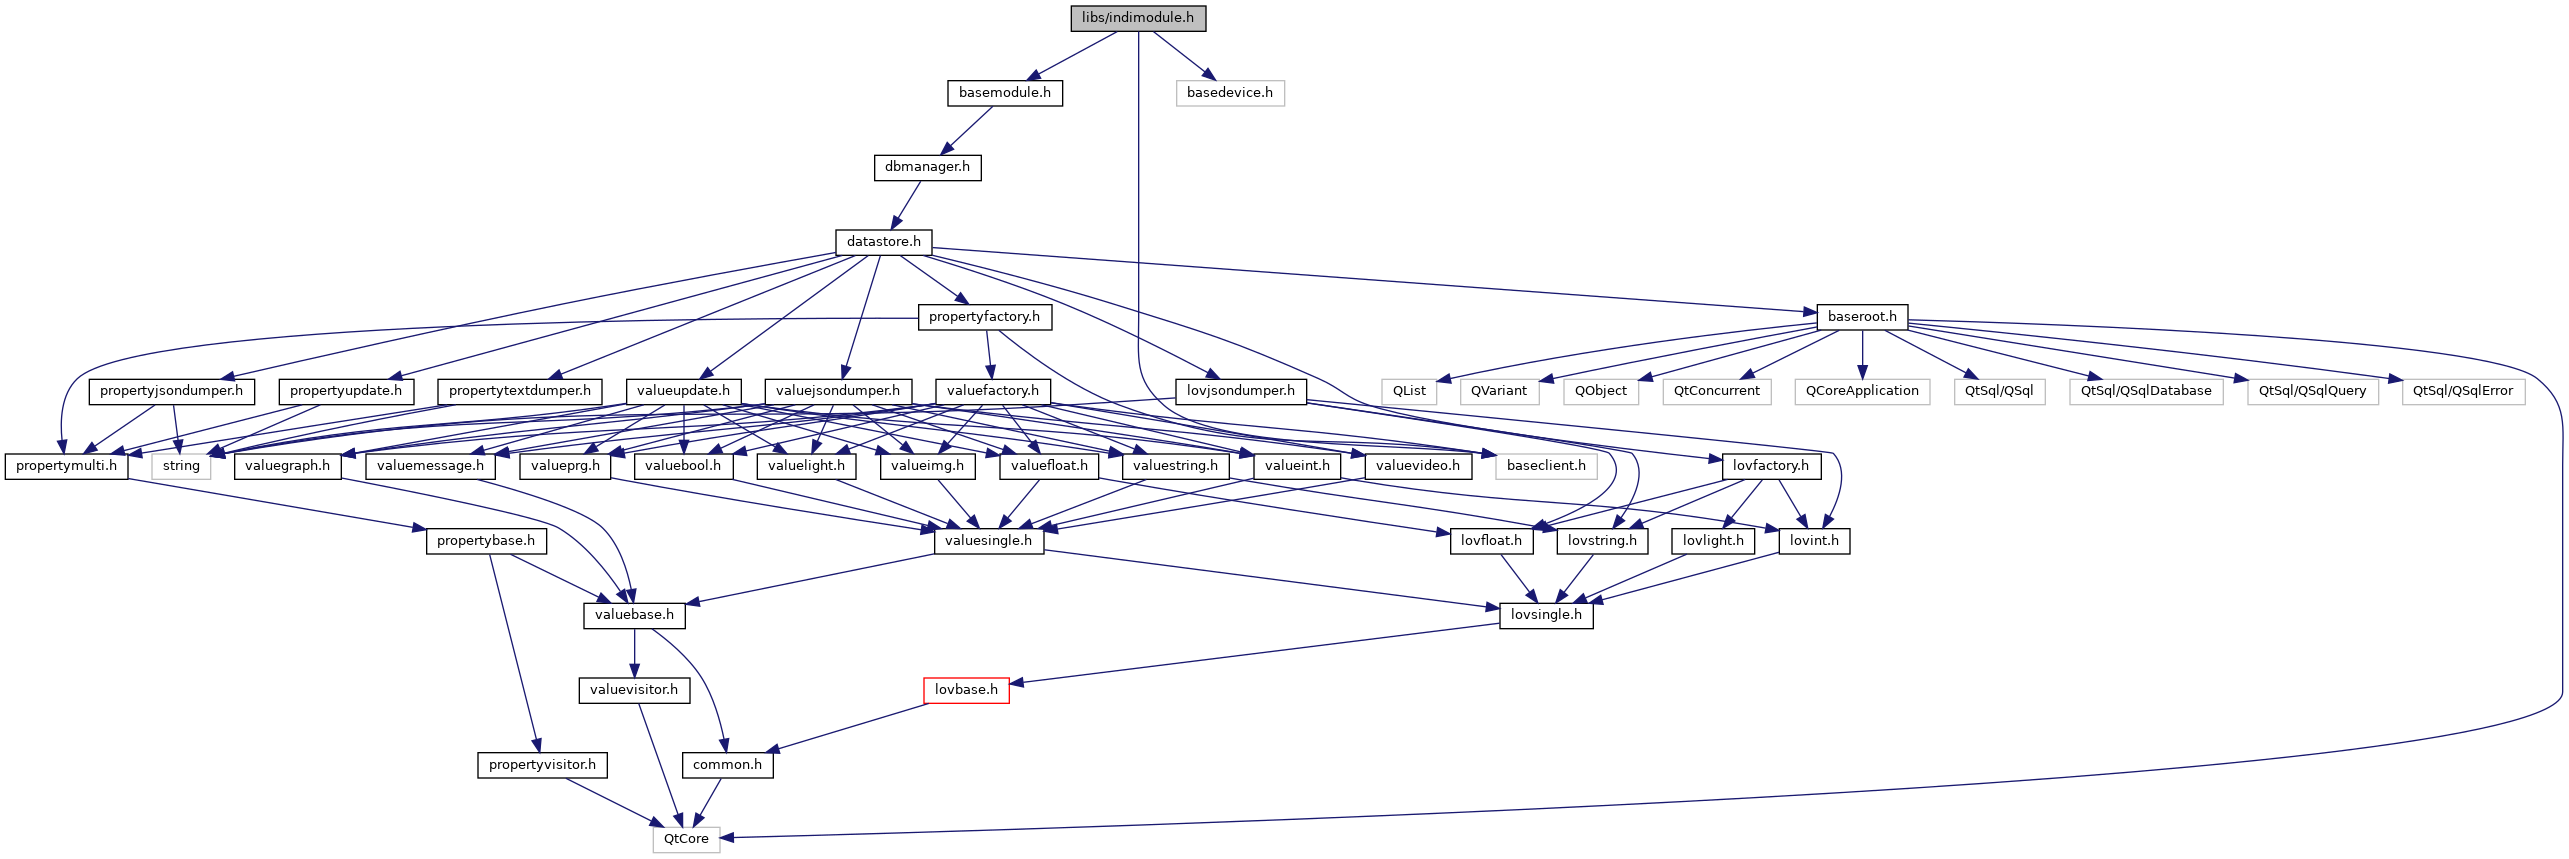 libs/indimodule.h
basemodule.h
basedevice.h
dbmanager.h
datastore.h
propertyfactory.h
baseroot.h
propertyjsondumper.h
propertyupdate.h
propertytextdumper.h
valueupdate.h
valuejsondumper.h
valuefactory.h
lovjsondumper.h
QList
QVariant
QObject
QtConcurrent
QCoreApplication
QtSql/QSql
QtSql/QSqlDatabase
QtSql/QSqlQuery
QtSql/QSqlError
propertymulti.h
string
valuegraph.h
valuemessage.h
valueprg.h
valuebool.h
valuelight.h
valueimg.h
valuefloat.h
valuestring.h
valueint.h
valuevideo.h
baseclient.h
lovfactory.h
propertybase.h
valuesingle.h
lovfloat.h
lovstring.h
lovlight.h
lovint.h
valuebase.h
lovsingle.h
valuevisitor.h
lovbase.h
propertyvisitor.h
common.h
QtCore